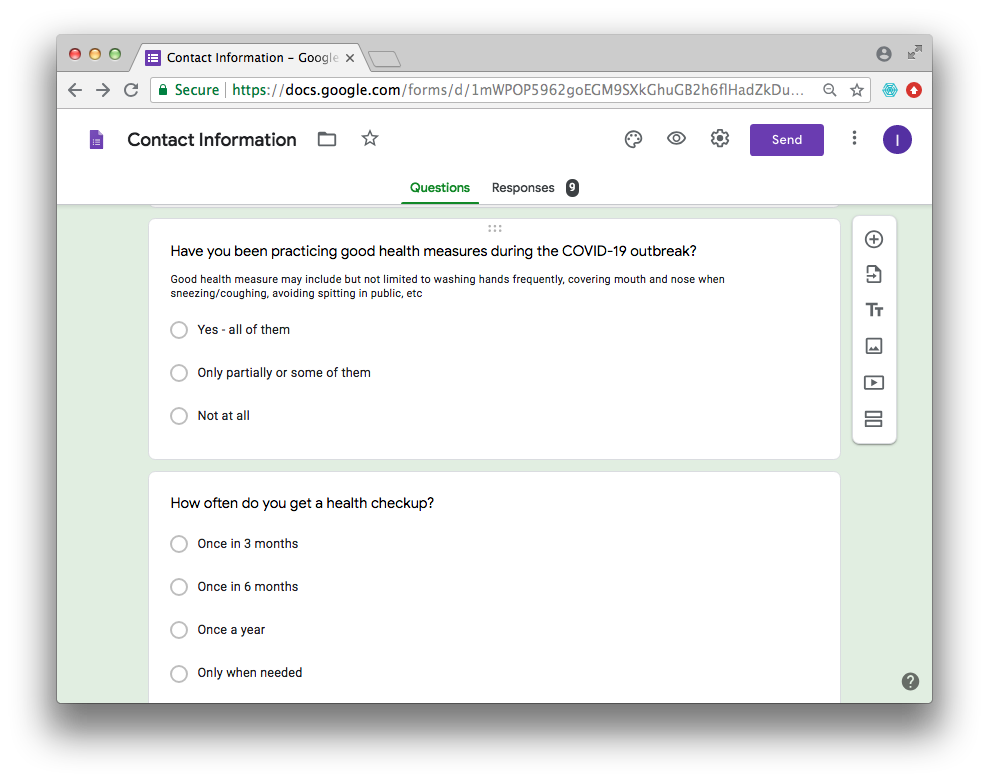 Contact Information - Google
Secure https://docs.google.com/forms/d/1mWPOP5962goEGM9SXkGhuGB2h6flHadZkDu...
Contact Information
Send
I
Questions Responses 9
Have you been practicing good health measures during the COVID-19 outbreak?
Good health measure may include but not limited to washing hands frequently, covering mouth and nose when
sneezing/coughing, avoiding spitting in public, etc
Yes - all of them
Only partially or some of them
Not at all
How often do you get a health checkup?
Once in 3 months
Once in 6 months
Once a year
Only when needed